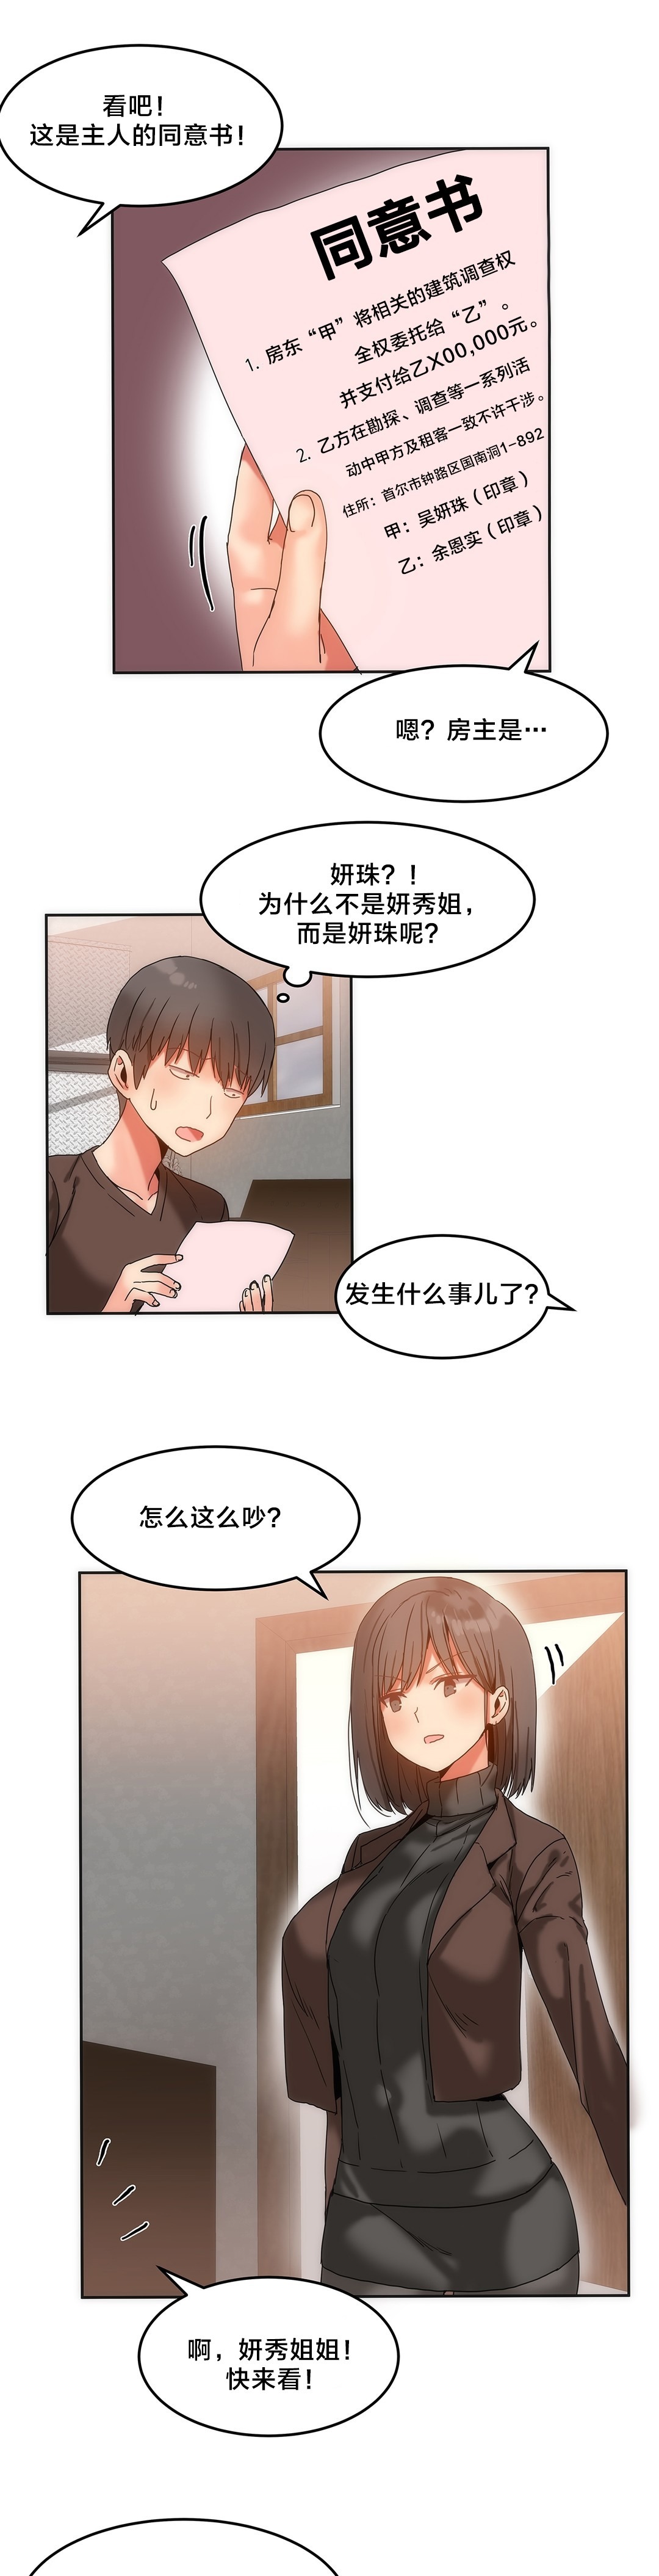 看吧！
这是主人的同意书！
同意书
1. 房东“甲”将相关的建筑调查权
全权委托给“乙”。
并支付给乙X00,000元。
2. 乙方在勘探、调查等一系列活
动中甲方及租客一致不许干涉。
住所：首尔市钟路区国南洞1-892
甲：吴妍珠（印章）
乙：余恩实（印章）
嗯？房主是…
妍珠？！
为什么不是妍秀姐，
而是妍珠呢？
发生什么事儿了？
怎么这么吵？
啊，妍秀姐姐！
快来看！